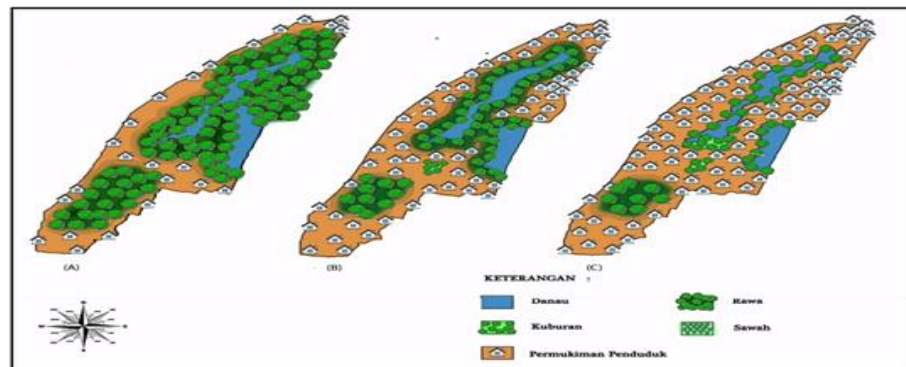 (A)
(B)
(C)
KETERANGAN :
Danau
Rawa
Kuburan
Sawah
Permukiman Penduduk